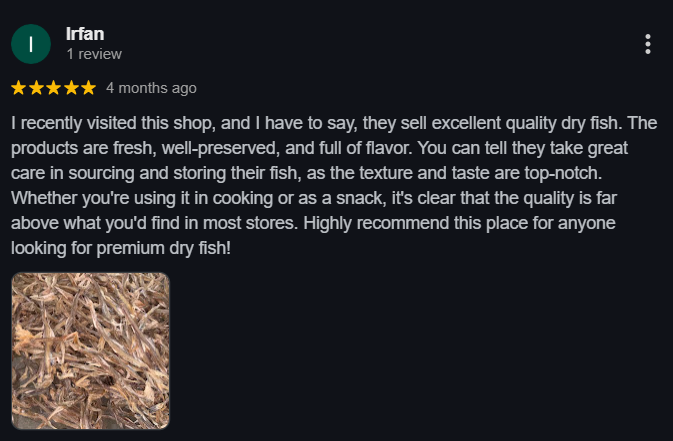 I
Irfan
1 review
4 months ago
I recently visited this shop, and I have to say, they sell excellent quality dry fish. The
products are fresh, well-preserved, and full of flavor. You can tell they take great
care in sourcing and storing their fish, as the texture and taste are top-notch.
Whether you're using it in cooking or as a snack, it's clear that the quality is far
above what you'd find in most stores. Highly recommend this place for anyone
looking for premium dry fish!